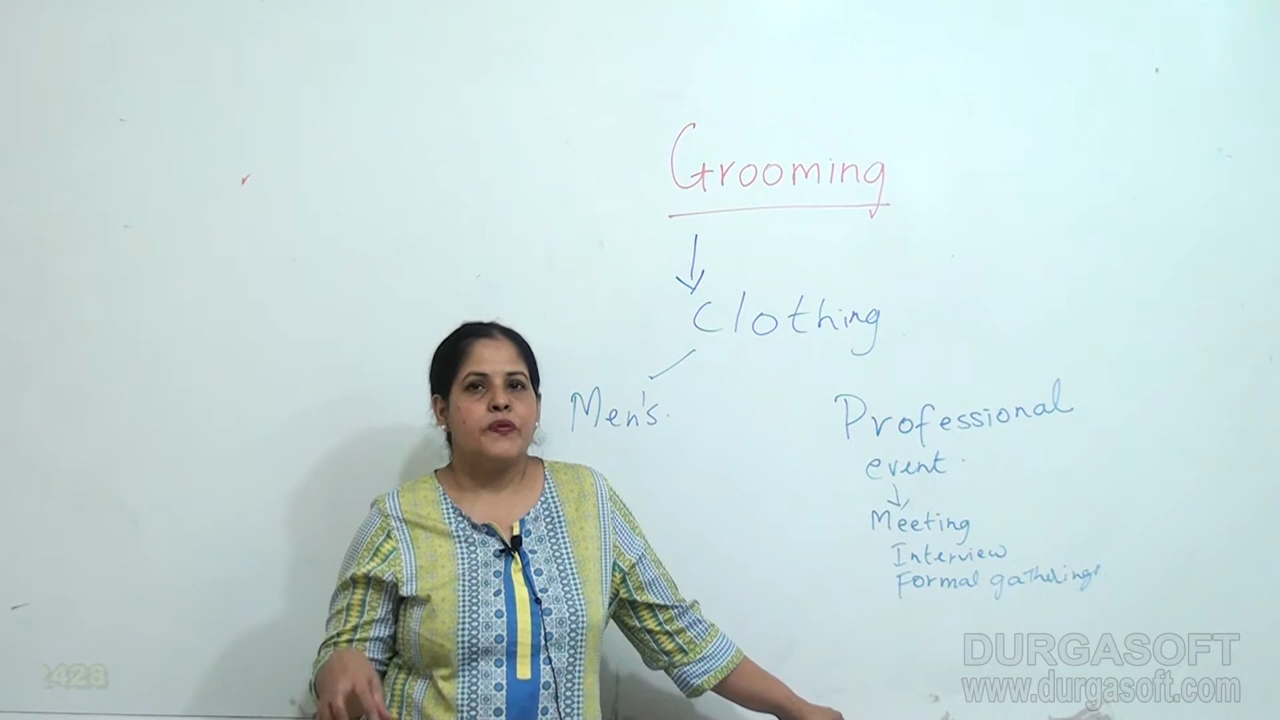 Grooming
Clothing
Men's.
Professional
event.
Meeting
Interview
Formal gatherings.
DURGASOFT
www.durgasoft.com
428